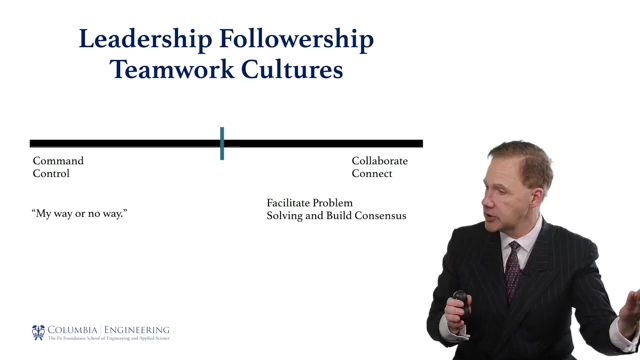 Leadership Followership
Teamwork Cultures
Command
Control
Collaborate
Connect
“My way or no way.”
Facilitate Problem
Solving and Build Consensus
COLUMBIA | ENGINEERING
The Fu Foundation School of Engineering and Applied Science